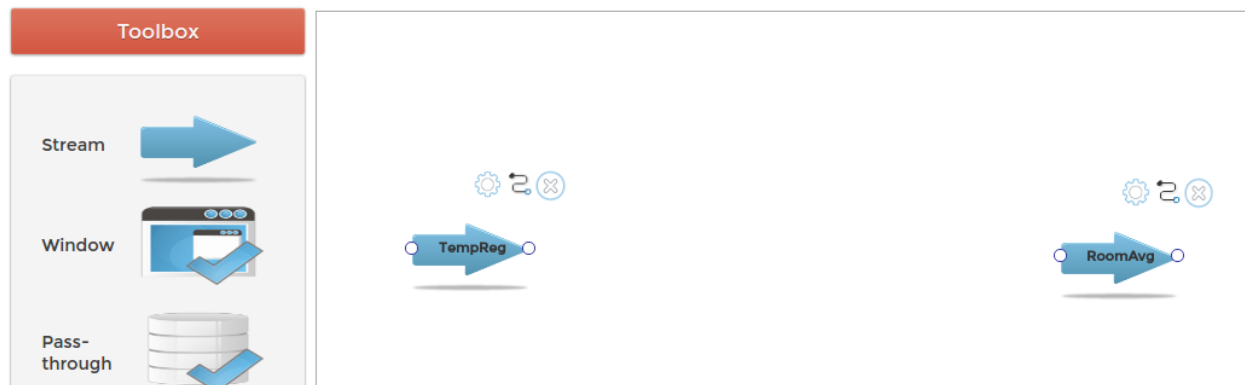 Toolbox
Stream
Window
Pass-
through
TempReg
RoomAvg